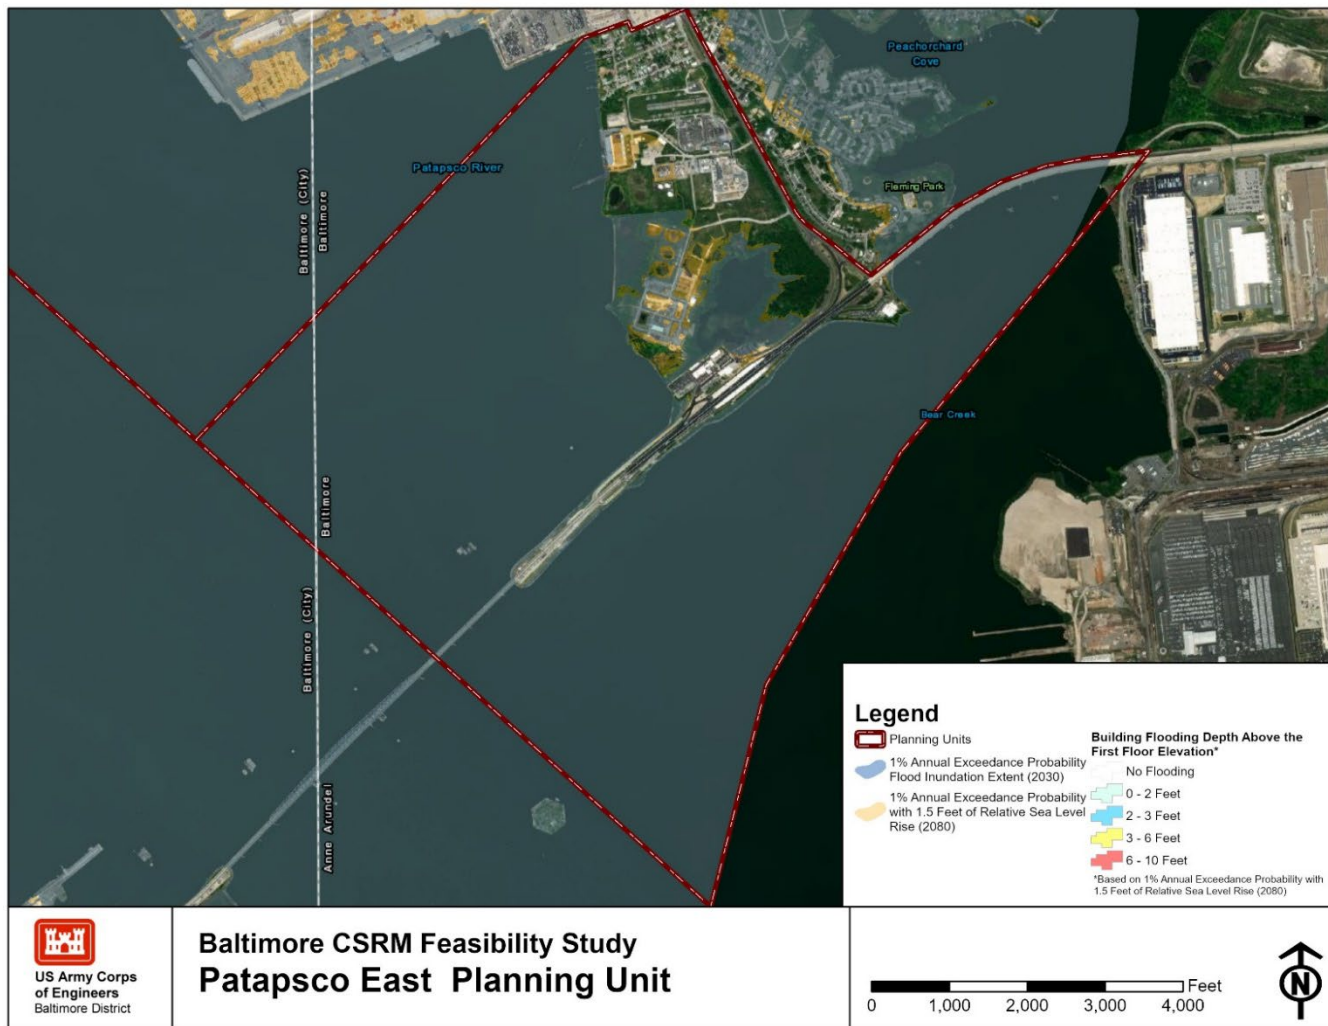 Peachorchard
Cove
Patapsco River
Baltimore (City)
Baltimore
Fleming Park
Bear Creek
Baltimore
Baltimore (City)
Anne Arundel
Legend
Planning Units
1% Annual Exceedance Probability
Flood Inundation Extent (2030)
1% Annual Exceedance Probability
with 1.5 Feet of Relative Sea Level
Rise (2080)
Building Flooding Depth Above the
First Floor Elevation*
No Flooding
0 - 2 Feet
2 - 3 Feet
3 - 6 Feet
6 - 10 Feet
*Based on 1% Annual Exceedance Probability with
1.5 Feet of Relative Sea Level Rise (2080)
US Army Corps
of Engineers
Baltimore District
Baltimore CSRM Feasibility Study
Patapsco East  Planning Unit
Feet
0 1,000 2,000 3,000 4,000
N